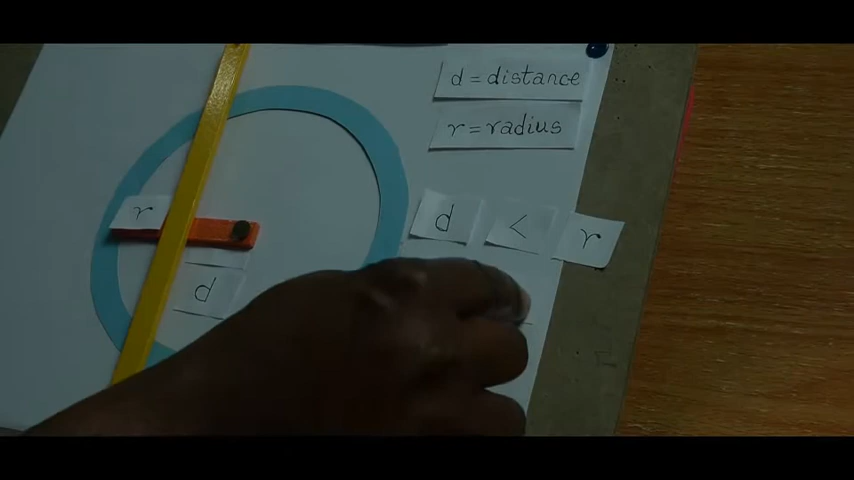 d = distance
r = radius
d < r
r
d